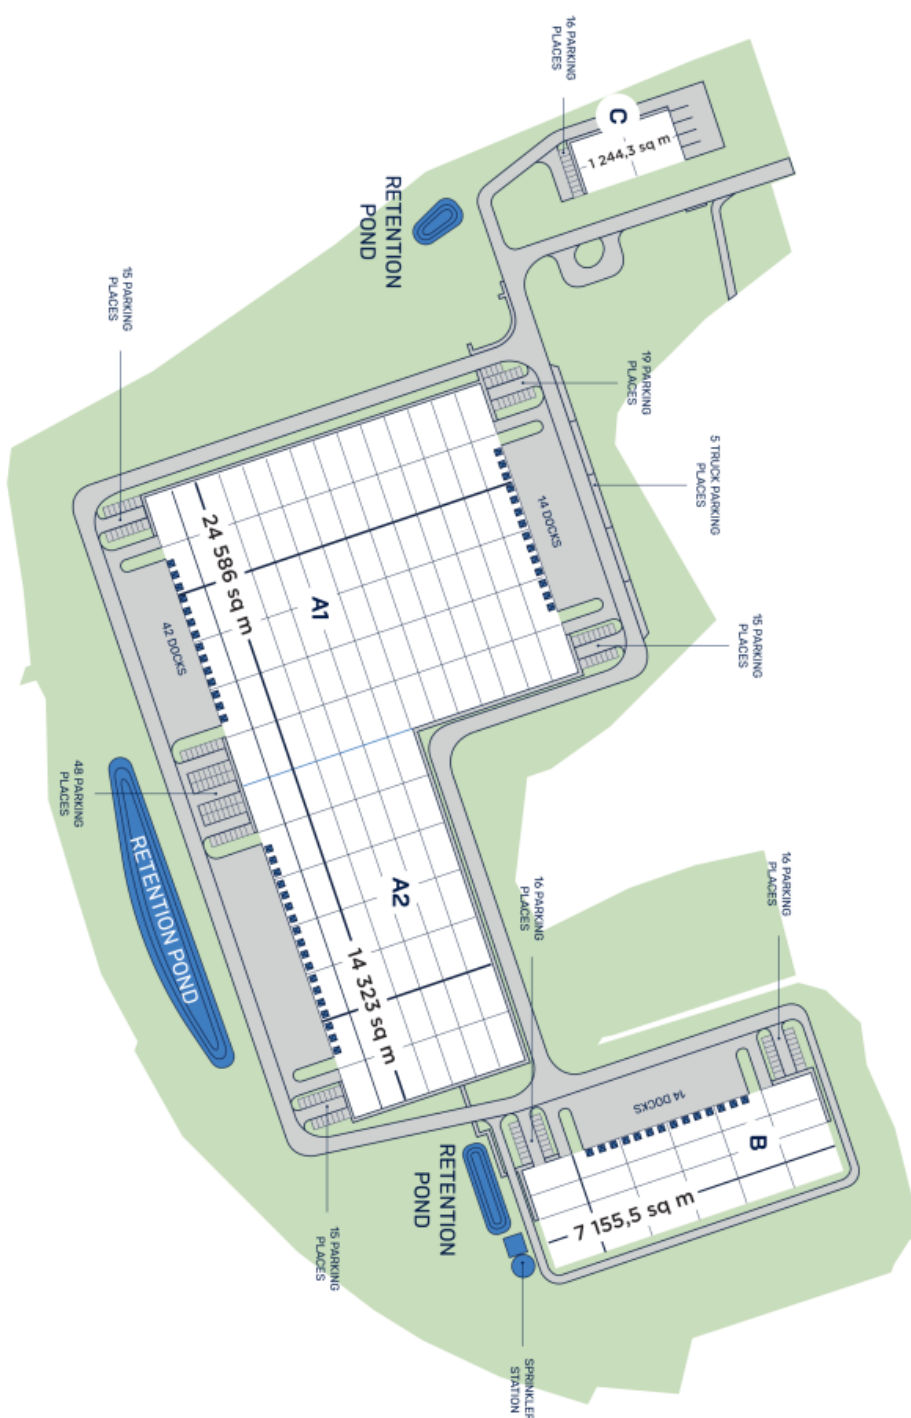 16 PARKING
PLACES
C
1 244,3 sq m
RETENTION
POND
15 PARKING
PLACES
19 PARKING
PLACES
5 TRUCK PARKING
PLACES
14 DOCKS
24 586 sq m
A1
15 PARKING
PLACES
42 DOCKS
48 PARKING
PLACES
RETENTION POND
A2
14 323 sq m
16 PARKING
PLACES
16 PARKING
PLACES
14 DOCKS
B
7 155,5 sq m
RETENTION
POND
15 PARKING
PLACES
SPRINKLER
STATION